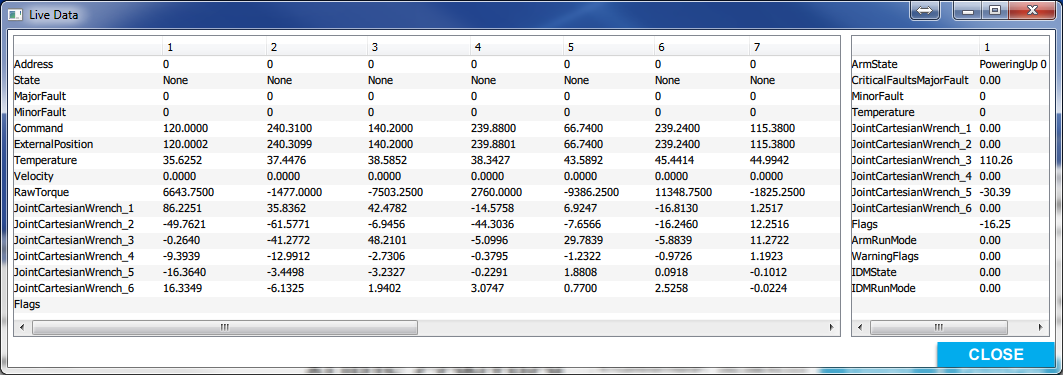 Live Data
1 2 3 4 5 6 7
Address 0 0 0 0 0 0 0
State None None None None None None None
MajorFault 0 0 0 0 0 0 0
MinorFault 0 0 0 0 0 0 0
Command 120.0000 240.3100 140.2000 239.8800 66.7400 239.2400 115.3800
ExternalPosition 120.0002 240.3099 140.2000 239.8801 66.7400 239.2400 115.3800
Temperature 35.6252 37.4476 38.5852 38.3427 43.5892 45.4414 44.9942
Velocity 0.0000 0.0000 0.0000 0.0000 0.0000 0.0000 0.0000
RawTorque 6643.7500 -1477.0000 -7503.2500 2760.0000 -9386.2500 11348.7500 -1825.2500
JointCartesianWrench_1 86.2251 35.8362 42.4782 -14.5758 6.9247 -16.8130 1.2517
JointCartesianWrench_2 -49.7621 -61.5771 -6.9456 -44.3036 -7.6566 -16.2460 12.2516
JointCartesianWrench_3 -0.2640 -41.2772 48.2101 -5.0996 29.7839 -5.8839 11.2722
JointCartesianWrench_4 -9.3939 -12.9912 -2.7306 -0.3795 -1.2322 -0.9726 1.1923
JointCartesianWrench_5 -16.3640 -3.4498 -3.2327 -0.2291 1.8808 0.0918 -0.1012
JointCartesianWrench_6 16.3349 -6.1325 1.9402 3.0747 0.7700 2.5258 -0.0224
Flags
1
ArmState PoweringUp 0
CriticalFaultsMajorFault 0.00
MinorFault 0
Temperature 0
JointCartesianWrench_1 0.00
JointCartesianWrench_2 0.00
JointCartesianWrench_3 110.26
JointCartesianWrench_4 0.00
JointCartesianWrench_5 -30.39
JointCartesianWrench_6 0.00
Flags -16.25
ArmRunMode 0.00
WarningFlags 0.00
IDMState 0.00
IDMRunMode 0.00
CLOSE